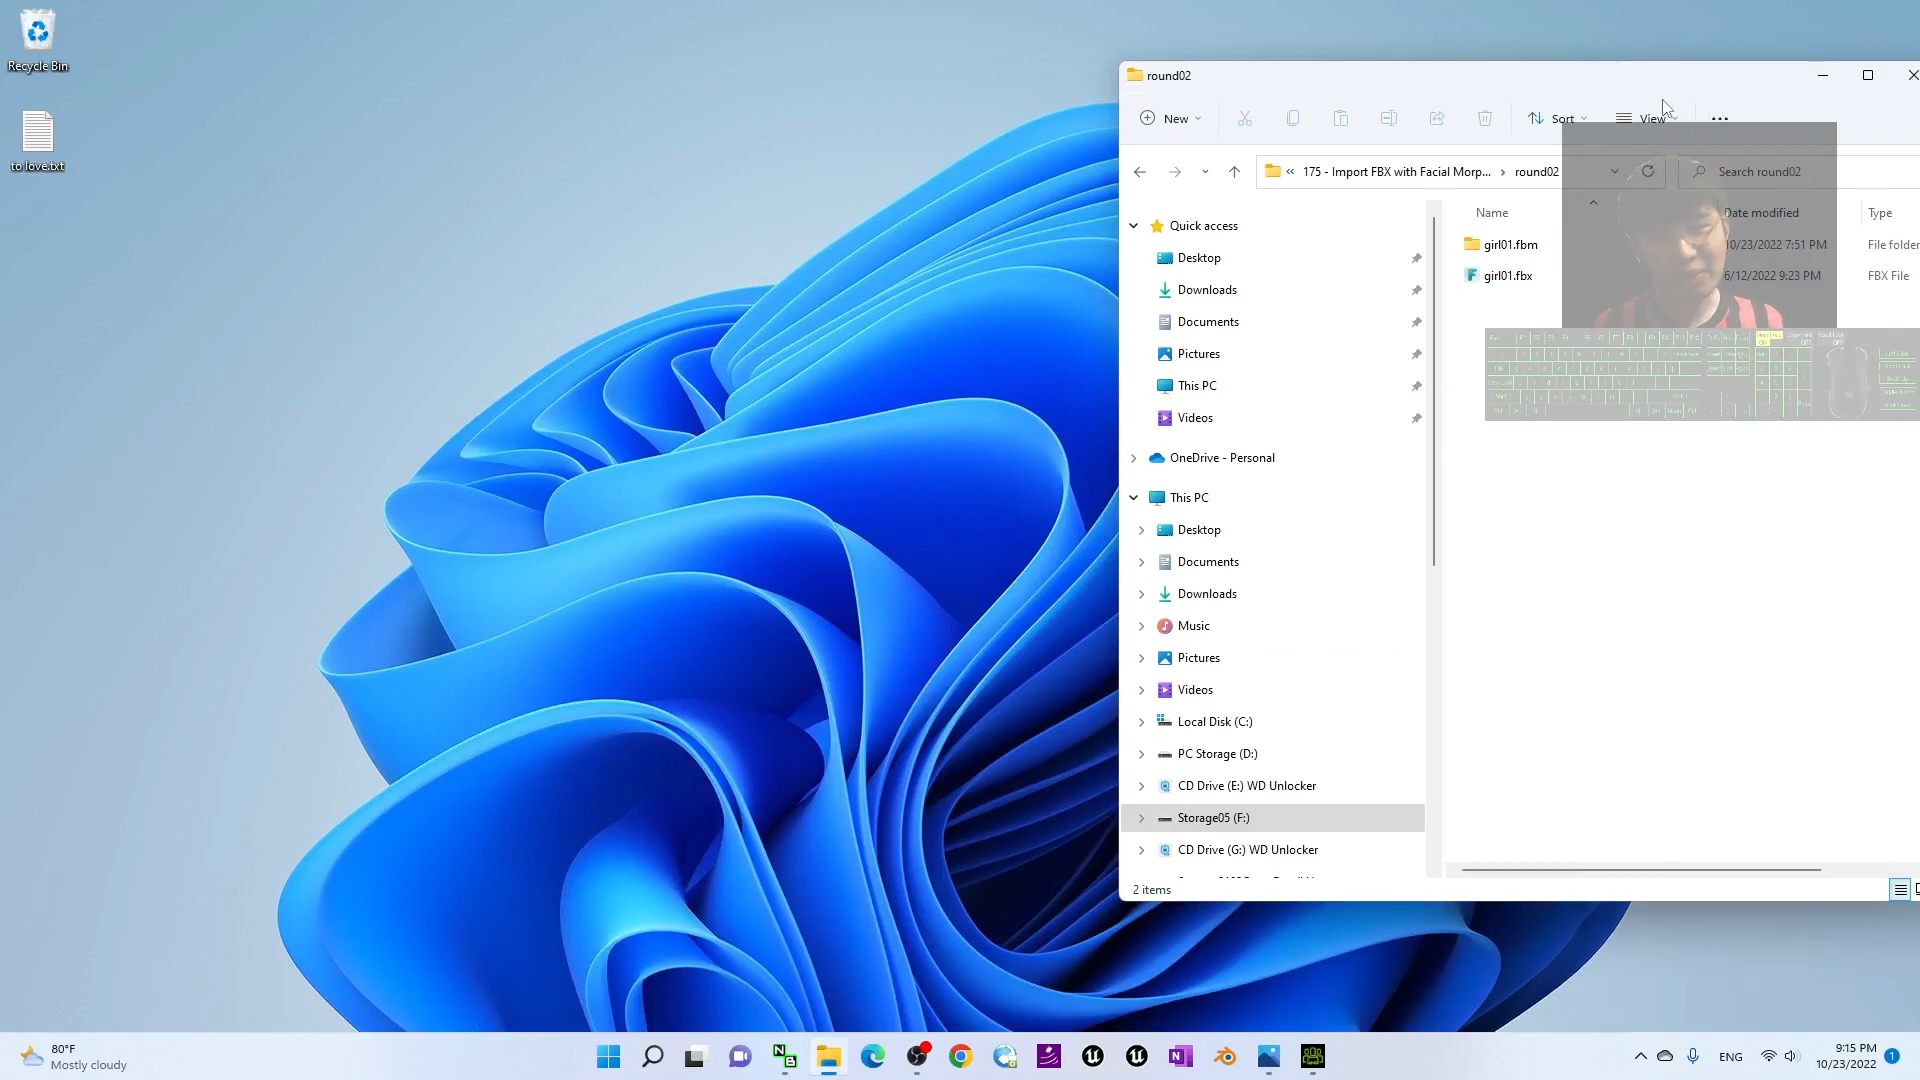 Recycle Bin
to love.txt
round02
New
Sort
View
175 - Import FBX with Facial Morp...
round02
Search round02
Name
Date modified
Type
girl01.fbm
10/23/2022 7:51 PM
File folder
girl01.fbx
6/12/2022 9:23 PM
FBX File
Quick access
Desktop
Downloads
Documents
Pictures
This PC
Videos
OneDrive - Personal
This PC
Desktop
Documents
Downloads
Music
Pictures
Videos
Local Disk (C:)
PC Storage (D:)
CD Drive (E:) WD Unlocker
Storage05 (F:)
CD Drive (G:) WD Unlocker
2 items
80°F
Mostly cloudy
ENG
9:15 PM
10/23/2022
1